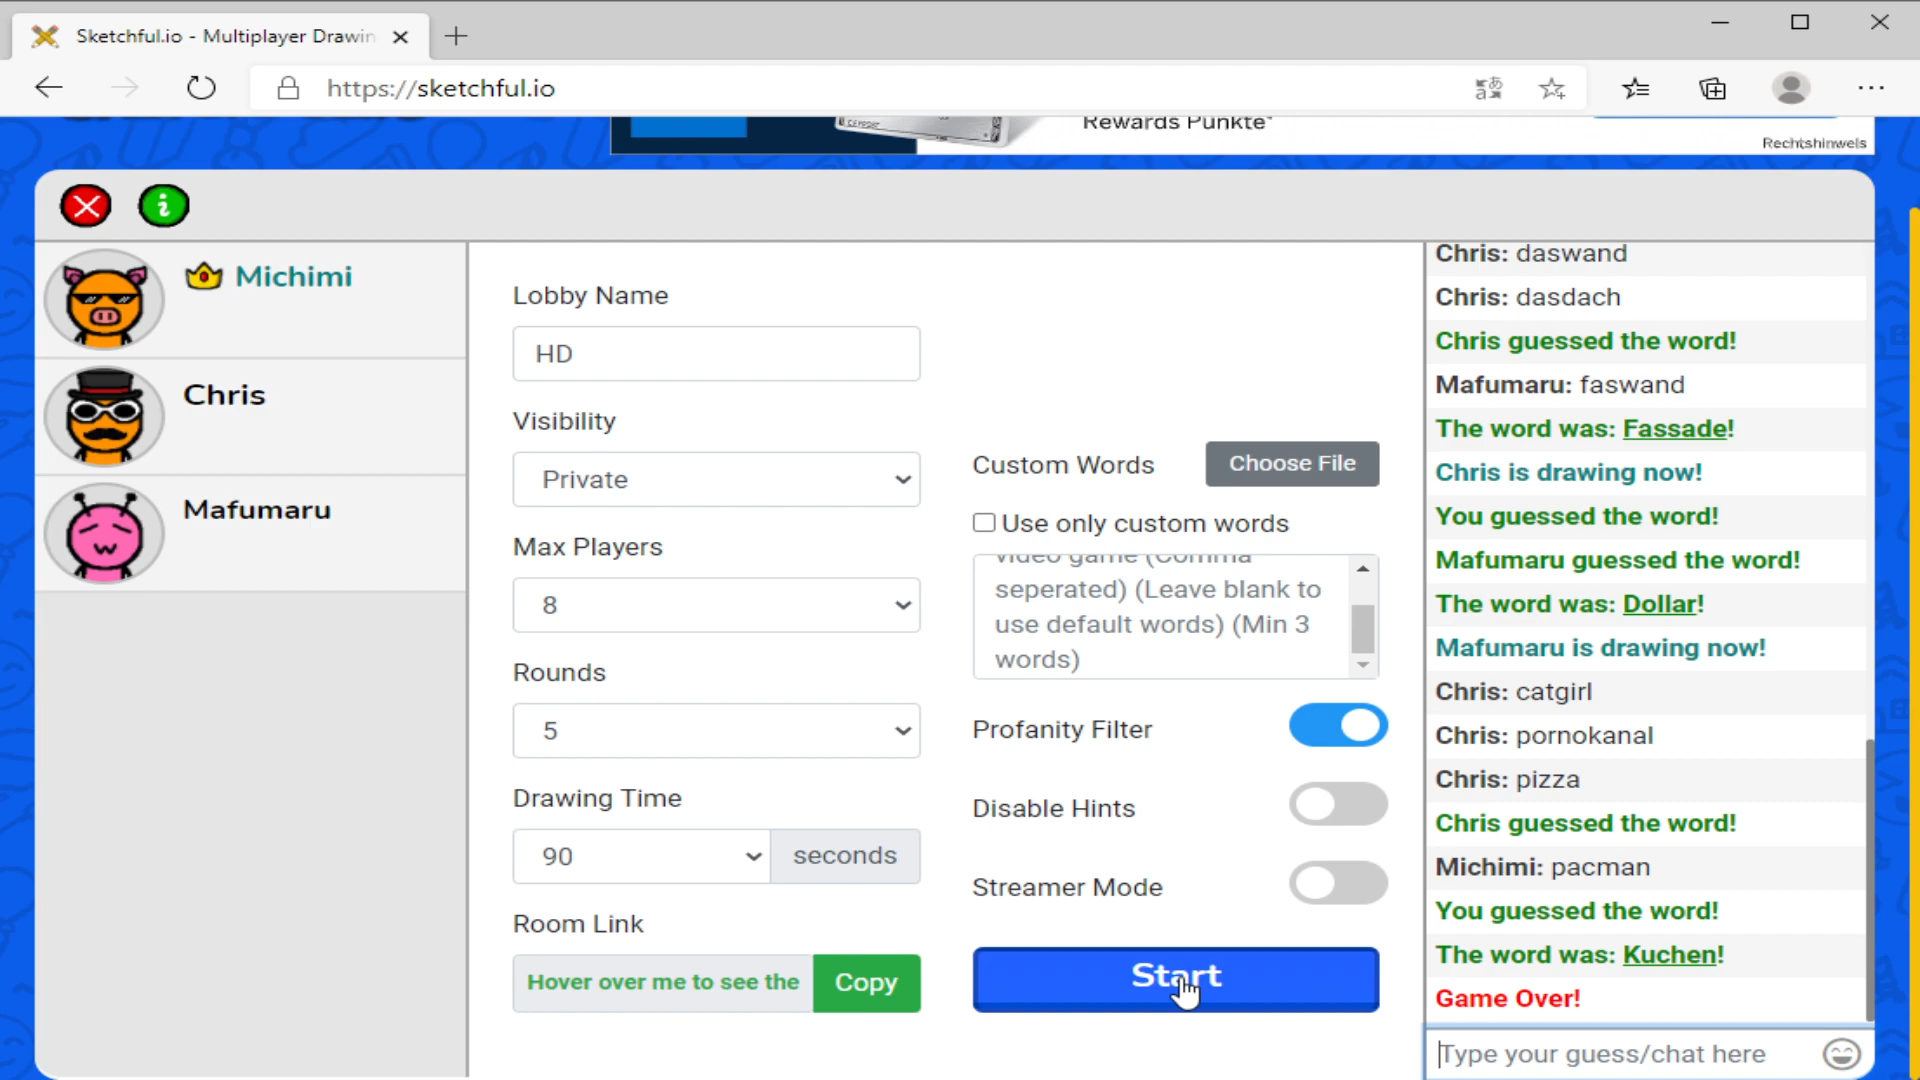 Sketchful.io - Multiplayer Drawin
https://sketchful.io
Rewards Punkte
Rechtshinweis
Michimi
Chris
Mafumaru
Lobby Name
HD
Visibility
Private
Max Players
8
Rounds
5
Drawing Time
90
seconds
Room Link
Hover over me to see the
Copy
Custom Words
Choose File
Use only custom words
video game (Comma
seperated) (Leave blank to
use default words) (Min 3
words)
Profanity Filter
Disable Hints
Streamer Mode
Start
Chris: daswand
Chris: dasdach
Chris guessed the word!
Mafumaru: faswand
The word was: Fassade!
Chris is drawing now!
You guessed the word!
Mafumaru guessed the word!
The word was: Dollar!
Mafumaru is drawing now!
Chris: catgirl
Chris: pornokanal
Chris: pizza
Chris guessed the word!
Michimi: pacman
You guessed the word!
The word was: Kuchen!
Game Over!
Type your guess/chat here